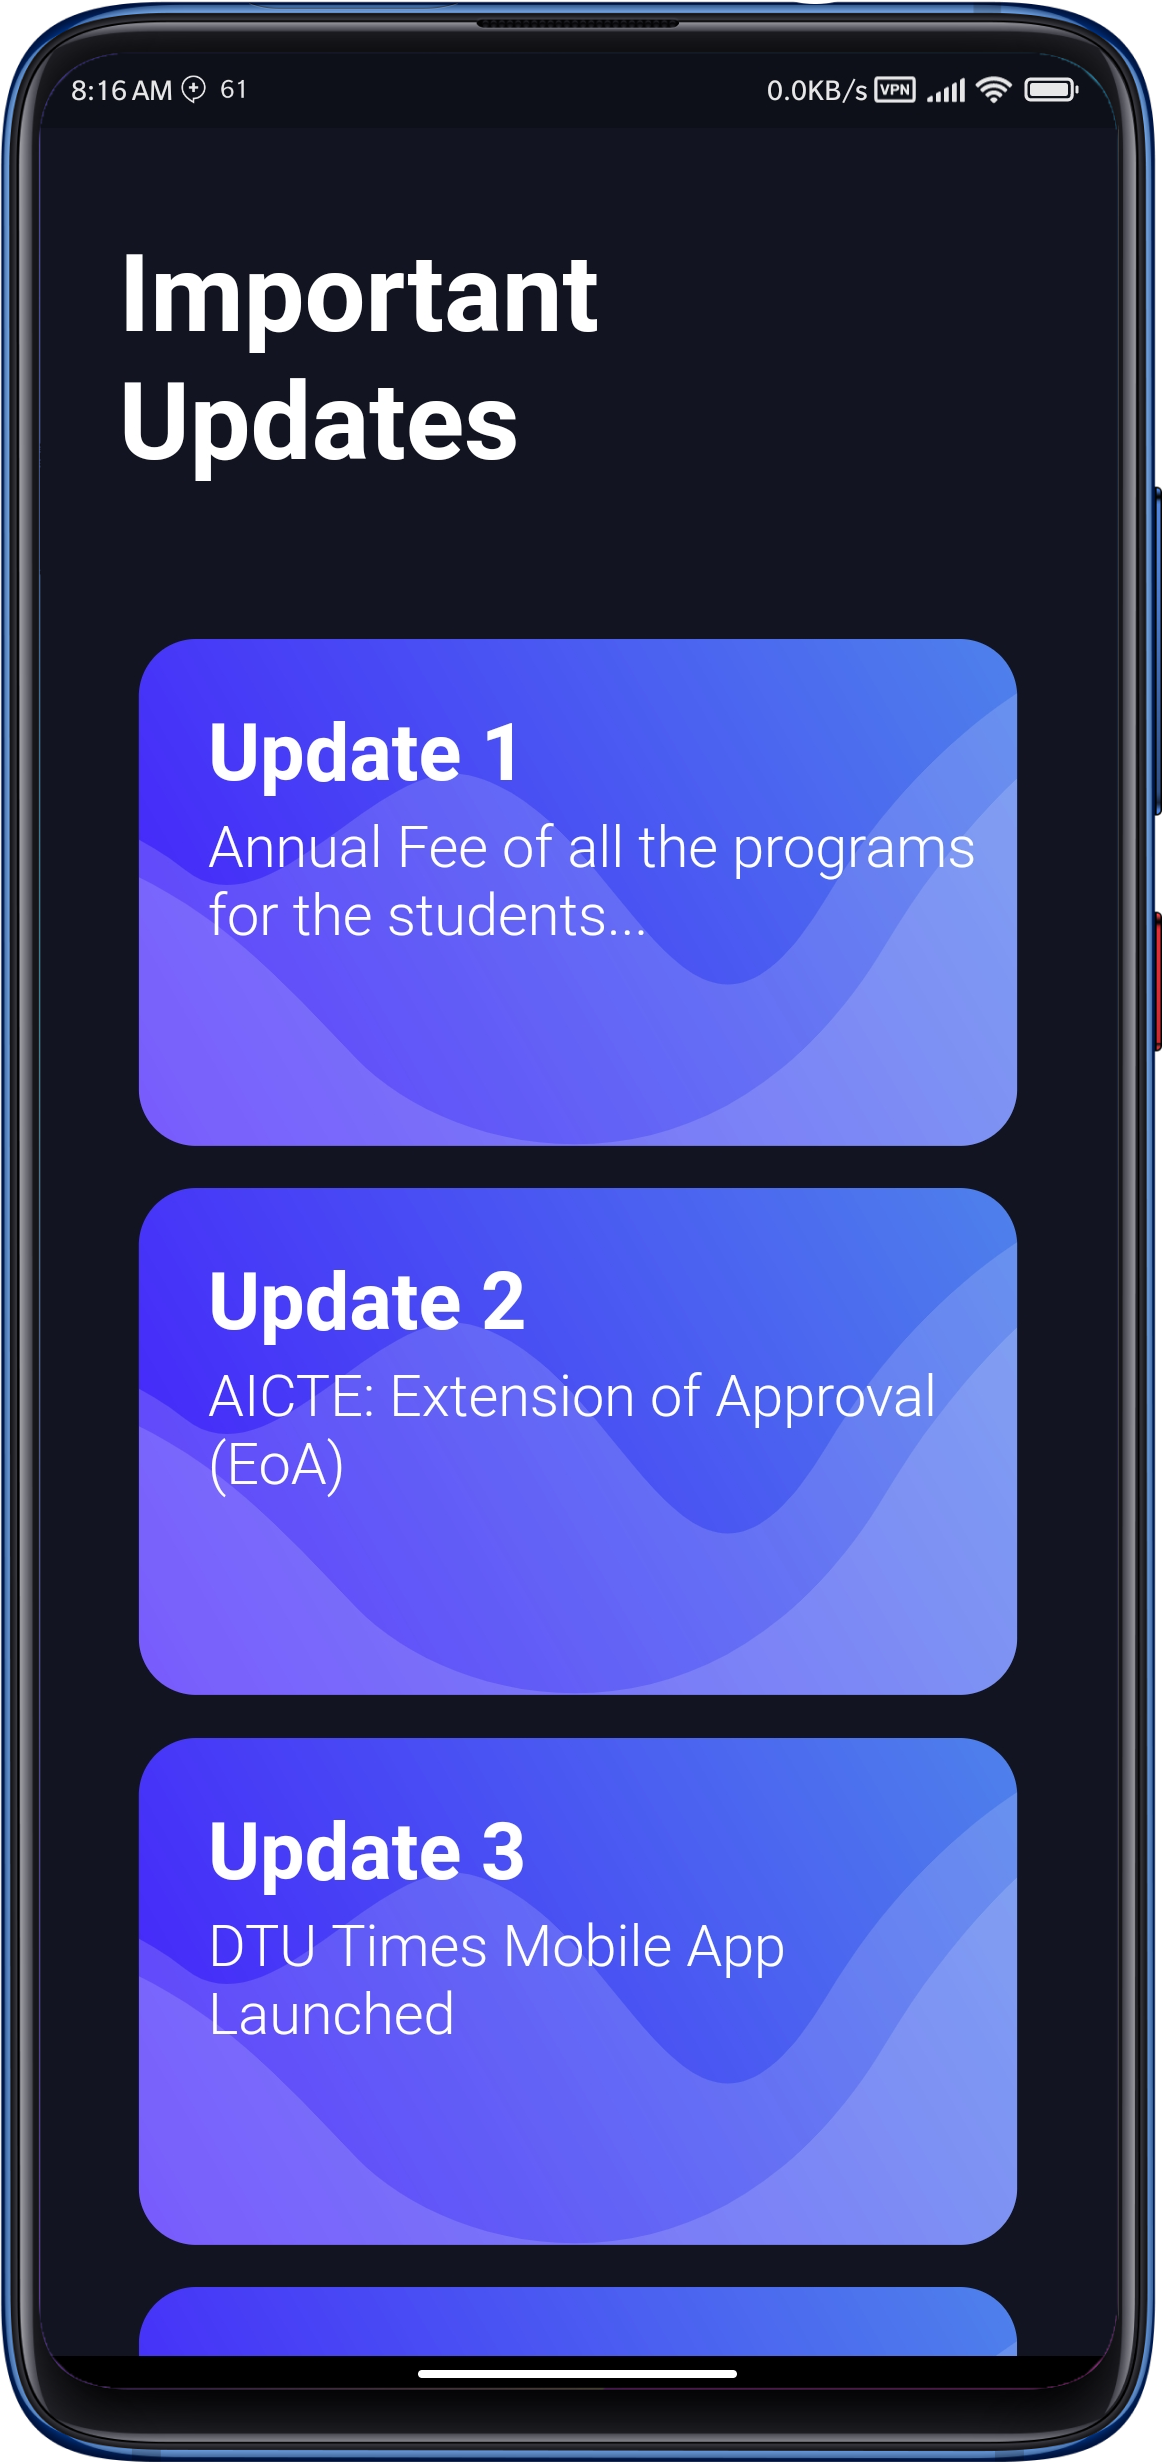 8:16 AM 61 0.0KB/s VPN
Important
Updates
Update 1
Annual Fee of all the programs
for the students...
Update 2
AICTE: Extension of Approval
(EoA)
Update 3
DTU Times Mobile App
Launched